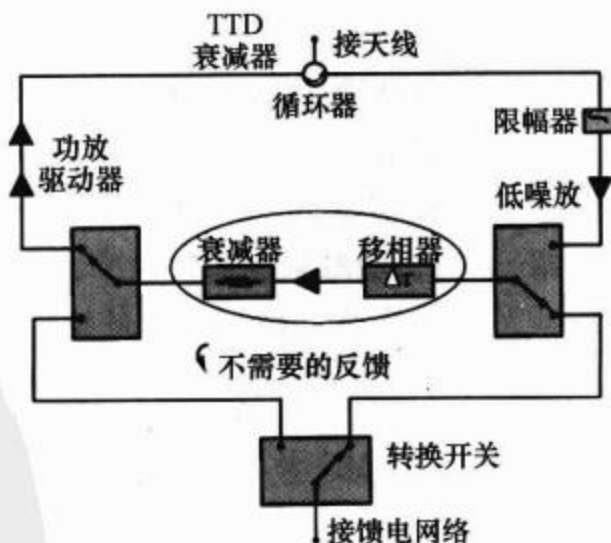 TTD
衰减器
接天线
循环器
限幅器
功放
驱动器
低噪放
衰减器
移相器
不需要的反馈
转换开关
接馈电网络